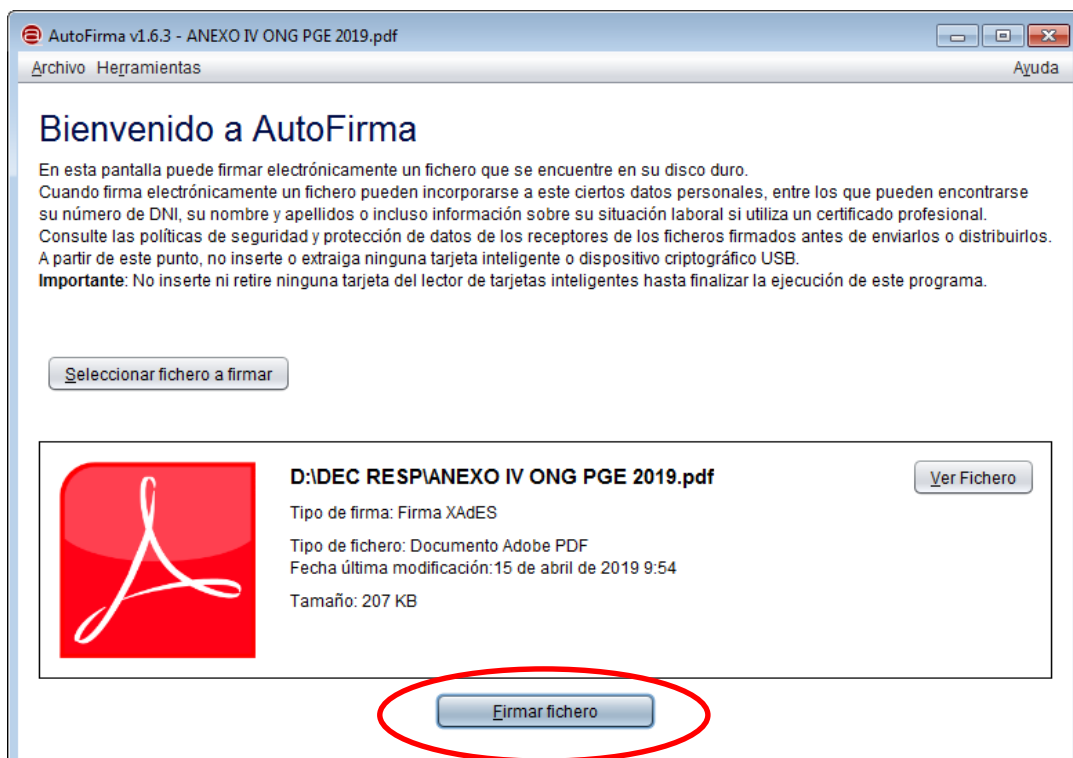 AutoFirma v1.6.3 - ANEXO IV ONG PGE 2019.pdf
Archivo Herramientas Ayuda
Bienvenido a AutoFirma
En esta pantalla puede firmar electrónicamente un fichero que se encuentre en su disco duro.
Cuando firma electrónicamente un fichero pueden incorporarse a este ciertos datos personales, entre los que pueden encontrarse
su número de DNI, su nombre y apellidos o incluso información sobre su situación laboral si utiliza un certificado profesional.
Consulte las políticas de seguridad y protección de datos de los receptores de los ficheros firmados antes de enviarlos o distribuirlos.
A partir de este punto, no inserte o extraiga ninguna tarjeta inteligente o dispositivo criptográfico USB.
Importante: No inserte ni retire ninguna tarjeta del lector de tarjetas inteligentes hasta finalizar la ejecución de este programa.
Seleccionar fichero a firmar
D:\DEC RESP\ANEXO IV ONG PGE 2019.pdf
Ver Fichero
Tipo de firma: Firma XAdES
Tipo de fichero: Documento Adobe PDF
Fecha última modificación:15 de abril de 2019 9:54
Tamaño: 207 KB
Firmar fichero